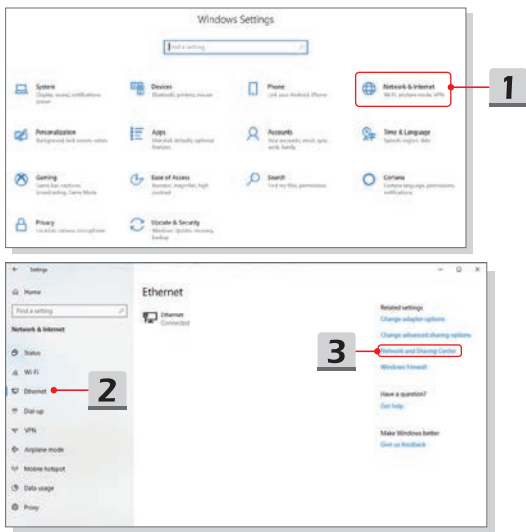 Windows Settings
Find a setting
System
Display, sound, notifications,
power
Devices
Bluetooth, printers, mouse
Phone
Link your Android, iPhone
Network & Internet
Wi-Fi, airplane mode, VPN
1
Personalization
Background, lock screen, colors
Apps
Uninstall, defaults, optional
features
Accounts
Your accounts, email, sync,
work, family
Time & Language
Speech, region, date
Gaming
Game bar, captures,
broadcasting, Game Mode
Ease of Access
Narrator, magnifier, high
contrast
Search
Find my files, permissions
Cortana
Cortana language, permissions,
notifications
Privacy
Location, camera, microphone
Update & Security
Windows Update, recovery,
backup
Settings
Home
Find a setting
Network & Internet
Status
Wi-Fi
Ethernet
2
Dial-up
VPN
Airplane mode
Mobile hotspot
Data usage
Proxy
Ethernet
Ethernet
Connected
Related settings
Change adapter options
Change advanced sharing options
3
Network and Sharing Center
Windows Firewall
Have a question?
Get help
Make Windows better
Give us feedback